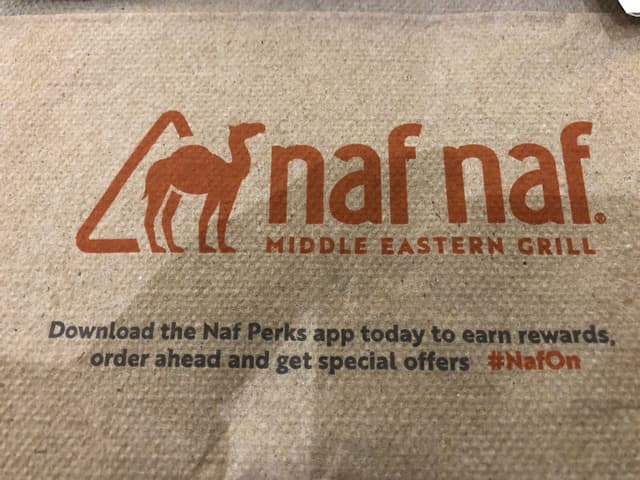 naf naf®
MIDDLE EASTERN GRILL
Download the Naf Perks app today to earn rewards,
order ahead and get special offers #NafOn